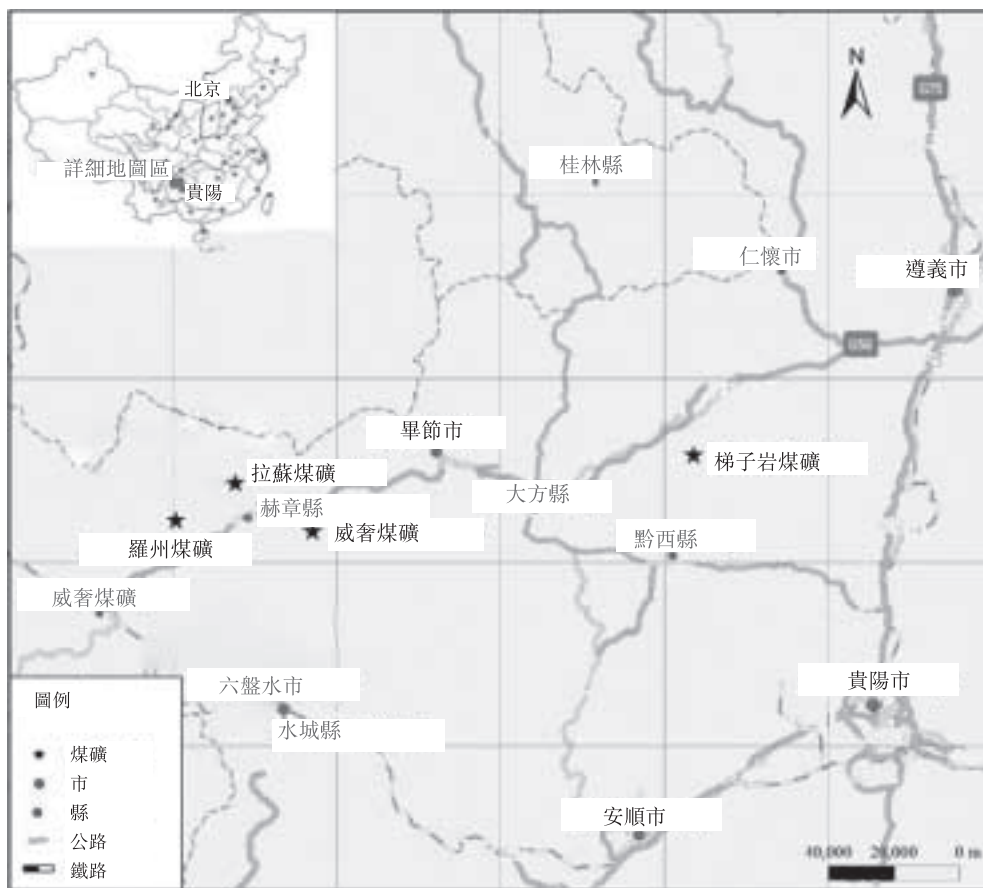 北京
詳細地圖區
貴陽
N
桂林縣
仁懷市
遵義市
畢節市
拉蘇煤礦
梯子岩煤礦
赫章縣
大方縣
羅州煤礦
威奢煤礦
黔西縣
威奢煤礦
六盤水市
水城縣
貴陽市
安順市
圖例
煤礦
市
縣
公路
鐵路
40,000 20,000 0 m